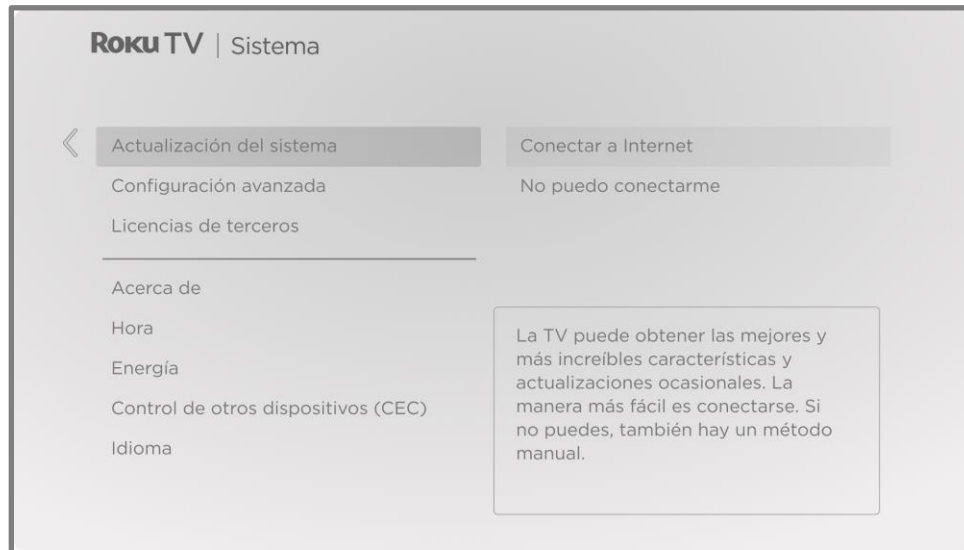 Roku TV | Sistema
Actualización del sistema
Configuración avanzada
Licencias de terceros
Acerca de
Hora
Energía
Control de otros dispositivos (CEC)
Idioma
Conectar a Internet
No puedo conectarme
La TV puede obtener las mejores y
más increíbles características y
actualizaciones ocasionales. La
manera más fácil es conectarse. Si
no puedes, también hay un método
manual.